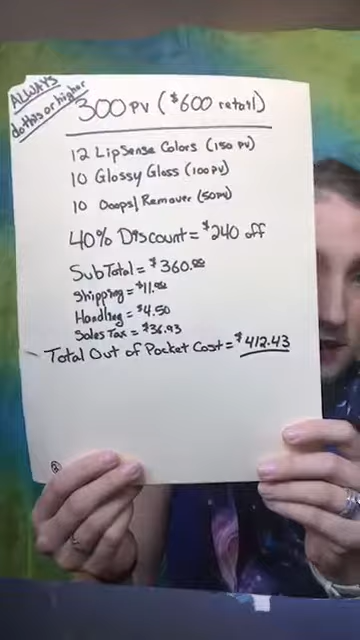 ALWAYS
do this or higher
300 PV ($600 retail)
12 LipSense Colors (150 PV)
10 Glossy Gloss (100 PV)
10 Ooops! Remover (50PV)
40% Discount = $240 off
SubTotal = $360.00
Shipping = $11.00
Handling = $4.50
Sales Tax = $36.93
Total Out of Pocket Cost = $412.43
2